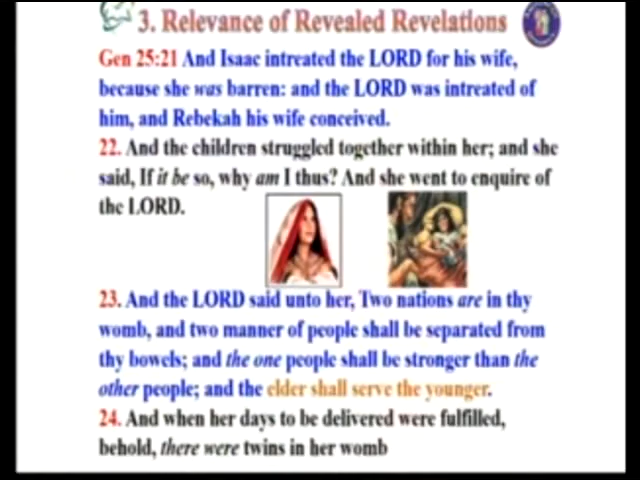 3. Relevance of Revealed Revelations
Gen 25:21 And Isaac intreated the LORD for his wife,
because she was barren: and the LORD was intreated of
him, and Rebekah his wife conceived.
22. And the children struggled together within her; and she
said, If it be so, why am I thus? And she went to enquire of
the LORD.
23. And the LORD said unto her, Two nations are in thy
womb, and two manner of people shall be separated from
thy bowels; and the one people shall be stronger than the
other people; and the elder shall serve the younger.
24. And when her days to be delivered were fulfilled,
behold, there were twins in her womb